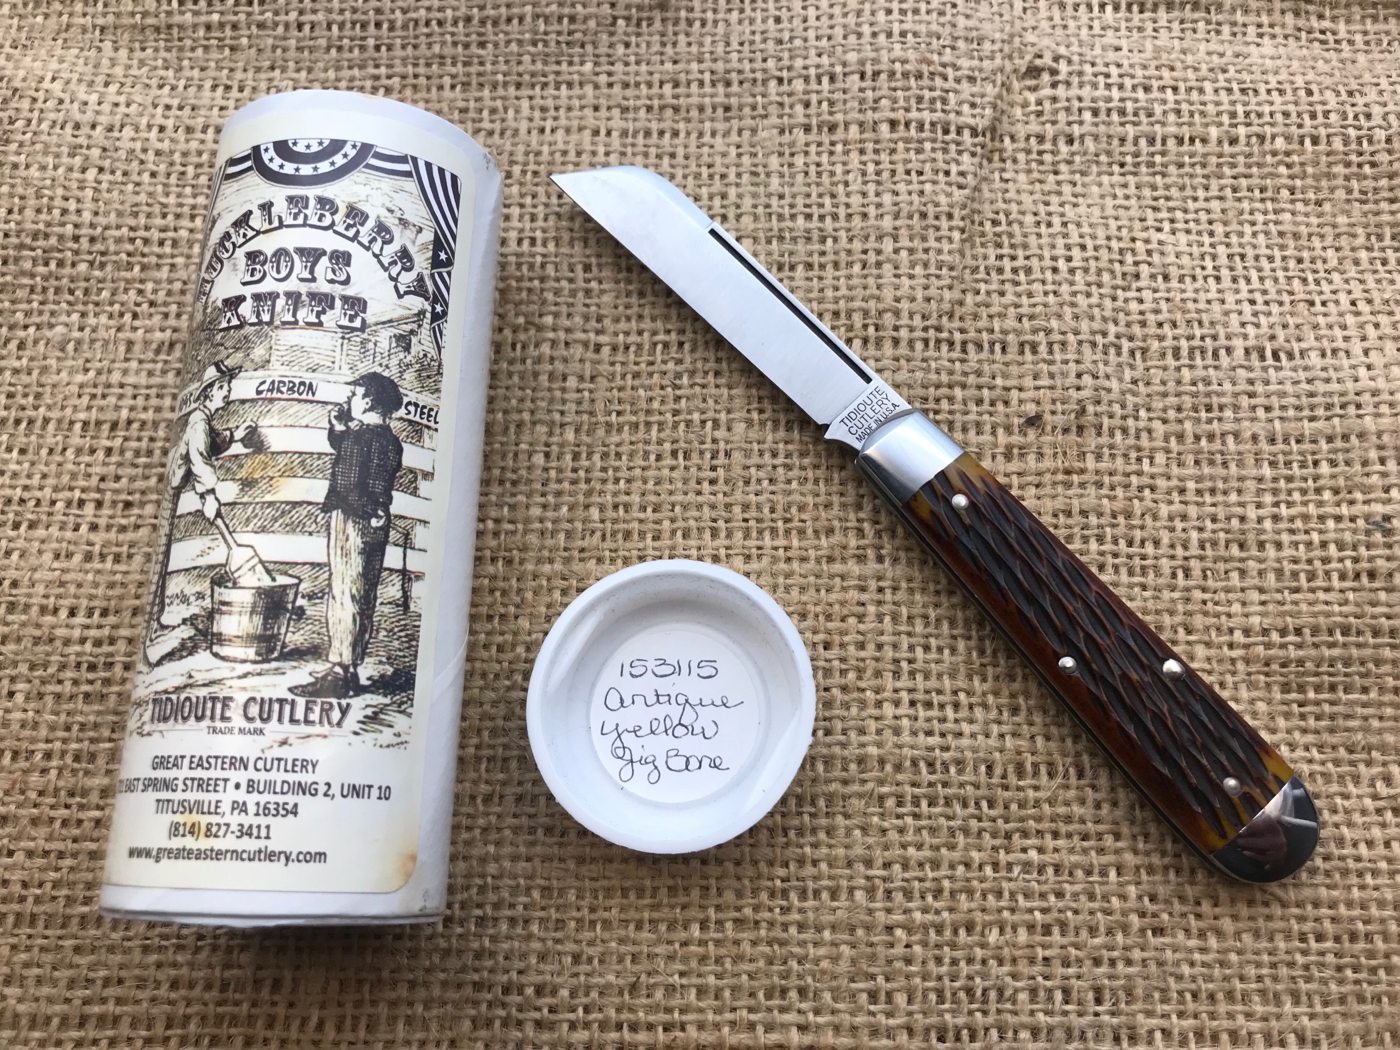 HUCKLEBERRY
BOYS
KNIFE
CARBON
STEEL
TIDIOUTE CUTLERY
TRADE MARK
GREAT EASTERN CUTLERY
EAST SPRING STREET • BUILDING 2, UNIT 10
TITUSVILLE, PA 16354
(814) 827-3411
www.greateasterncutlery.com
153115
Antique
yellow
Jig Bone
TIDIOUTE
CUTLERY
MADE IN U.S.A